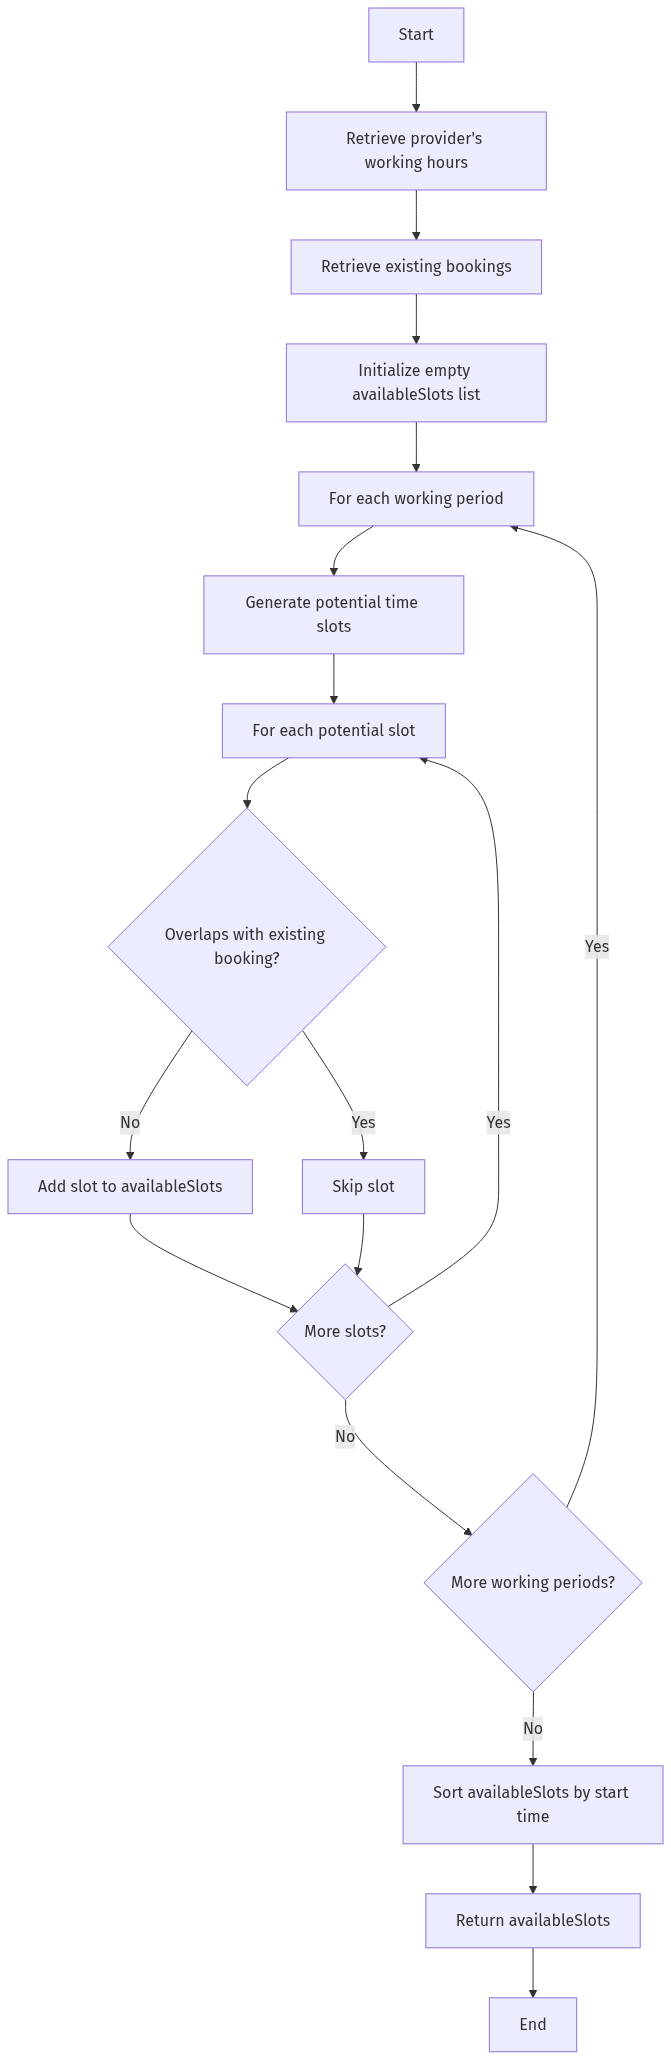 Start
Retrieve provider's
working hours
Retrieve existing bookings
Initialize empty
availableSlots list
For each working period
Generate potential time
slots
For each potential slot
Overlaps with existing
booking?
Yes
No
Yes
Yes
Add slot to availableSlots
Skip slot
More slots?
No
More working periods?
No
Sort availableSlots by start
time
Return availableSlots
End